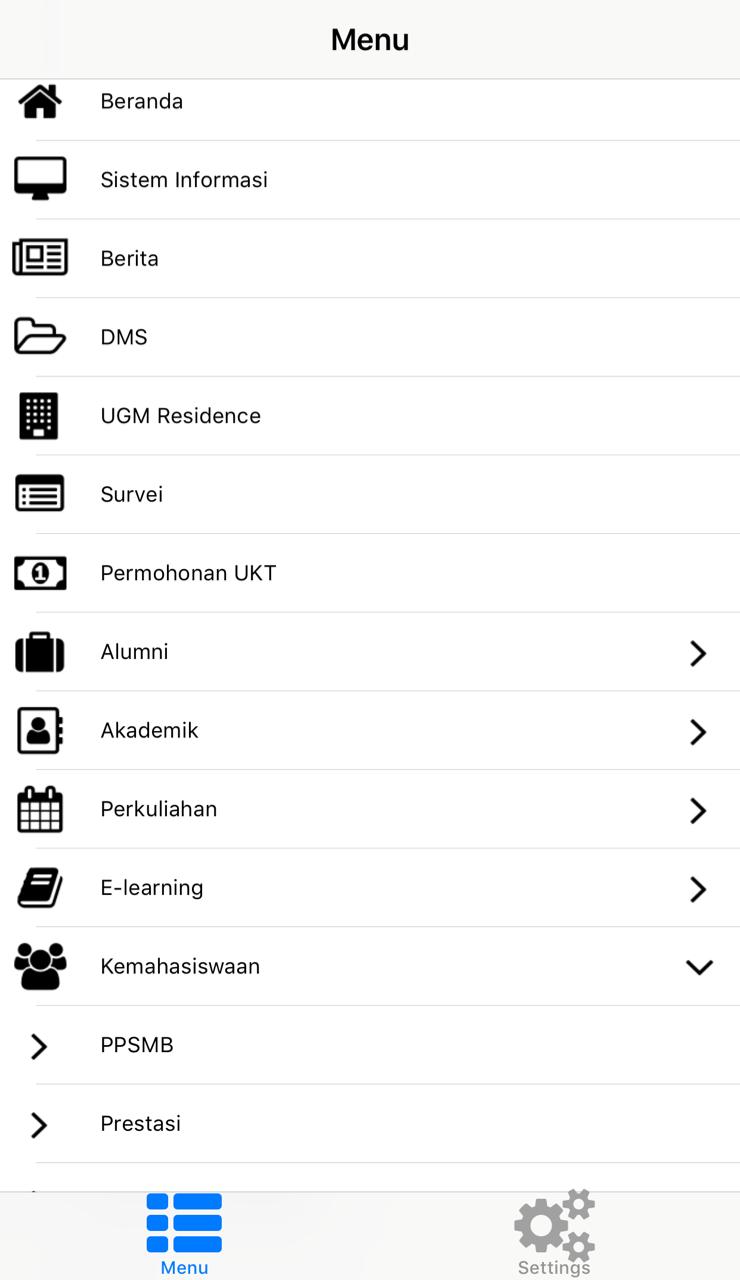 Menu
Beranda
Sistem Informasi
Berita
DMS
UGM Residence
Survei
Permohonan UKT
Alumni
Akademik
Perkuliahan
E-learning
Kemahasiswaan
PPSMB
Prestasi
Menu
Settings